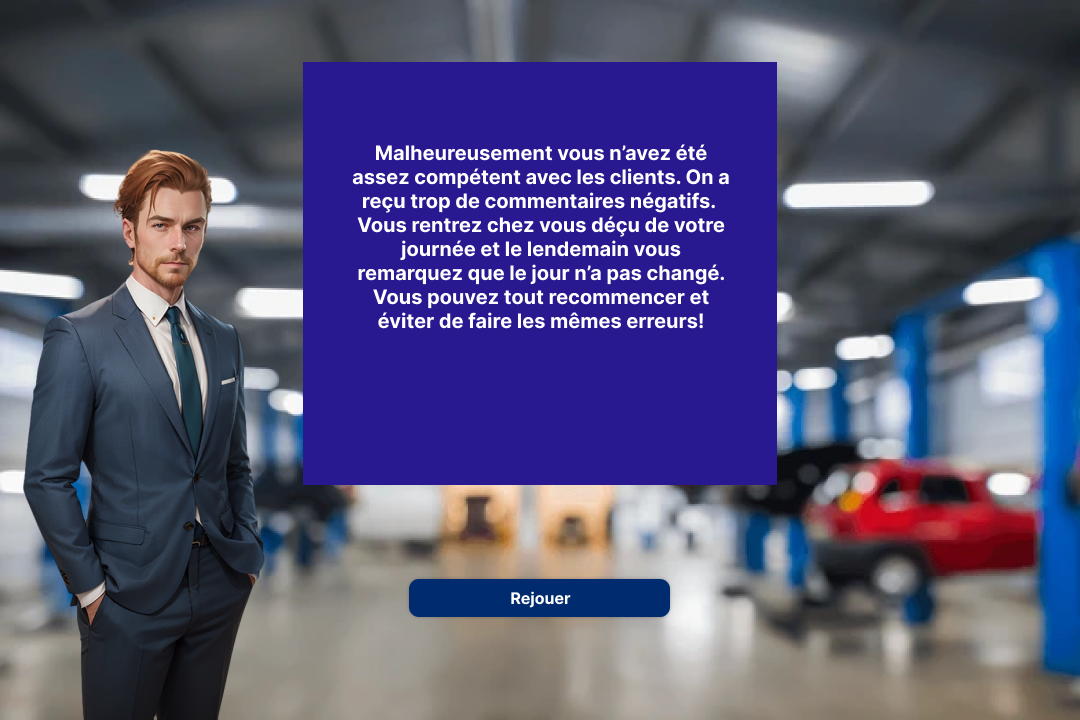 Malheureusement vous n’avez été
assez compétent avec les clients. On a
reçu trop de commentaires négatifs.
Vous rentrez chez vous déçu de votre
journée et le lendemain vous
remarquez que le jour n’a pas changé.
Vous pouvez tout recommencer et
éviter de faire les mêmes erreurs!
Rejouer